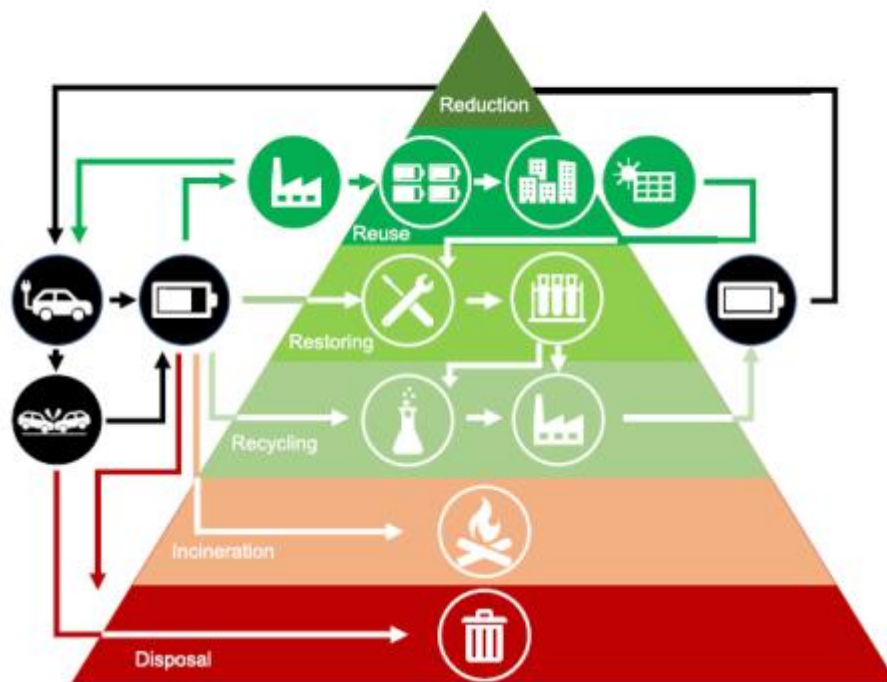 Reduction
Reuse
Restoring
Recycling
Incineration
Disposal